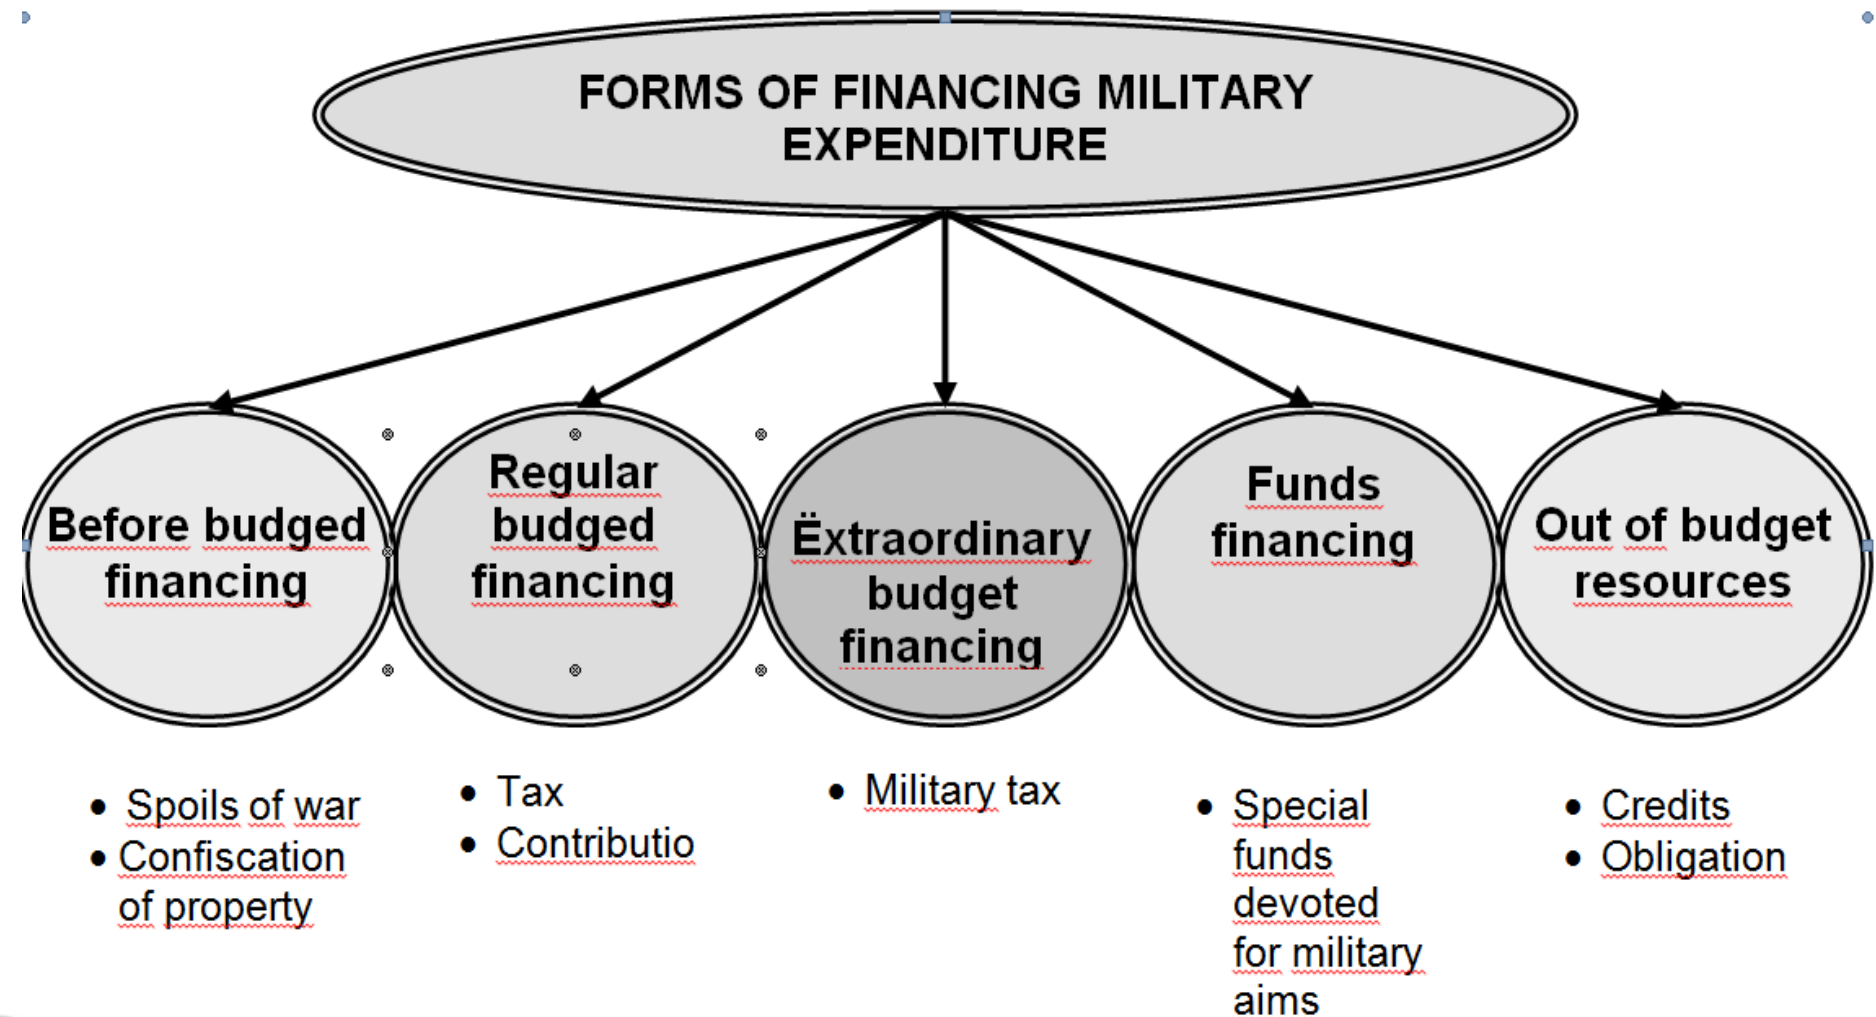 FORMS OF FINANCING MILITARY
EXPENDITURE
Before budged
financing
Regular
budged
financing
Ëxtraordinary
budget
financing
Funds
financing
Out of budget
resources
• Spoils of war
• Confiscation
of property
• Tax
• Contributio
• Military tax
• Special
funds
devoted
for military
aims
• Credits
• Obligation